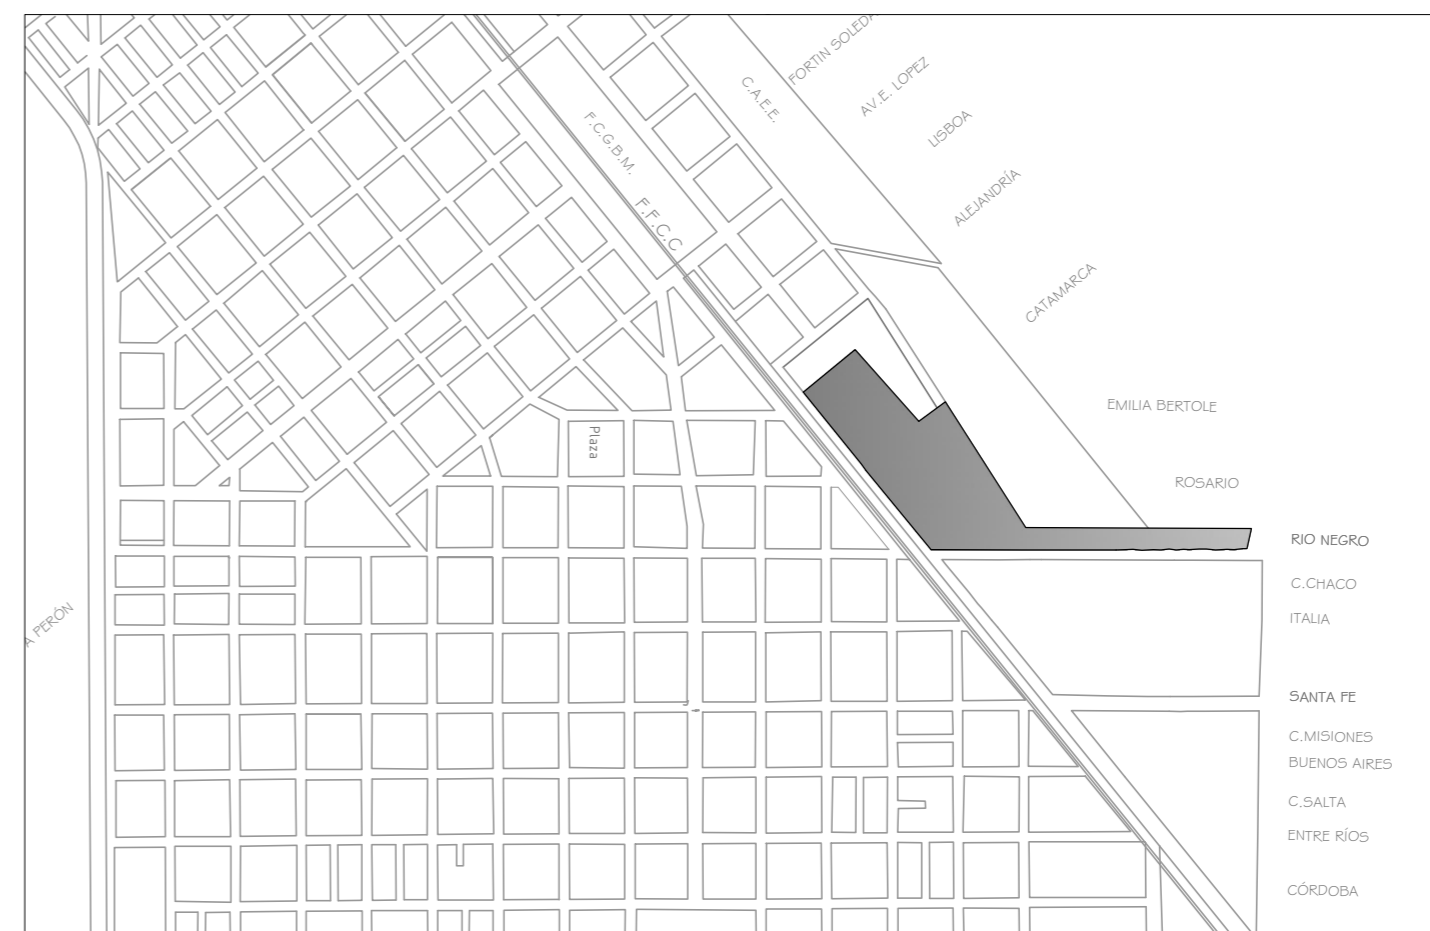 FORTIN SOLEDA
C.A.E.E.
AV.E. LOPEZ
F.C.G.B.M.
LISBOA
ALEJANDRÍA
F.F.C.C
CATAMARCA
EMILIA BERTOLE
Plaza
ROSARIO
RIO NEGRO
C.CHACO
A PERÓN
ITALIA
SANTA FE
C.MISIONES
BUENOS AIRES
C.SALTA
ENTRE RÍOS
CÓRDOBA